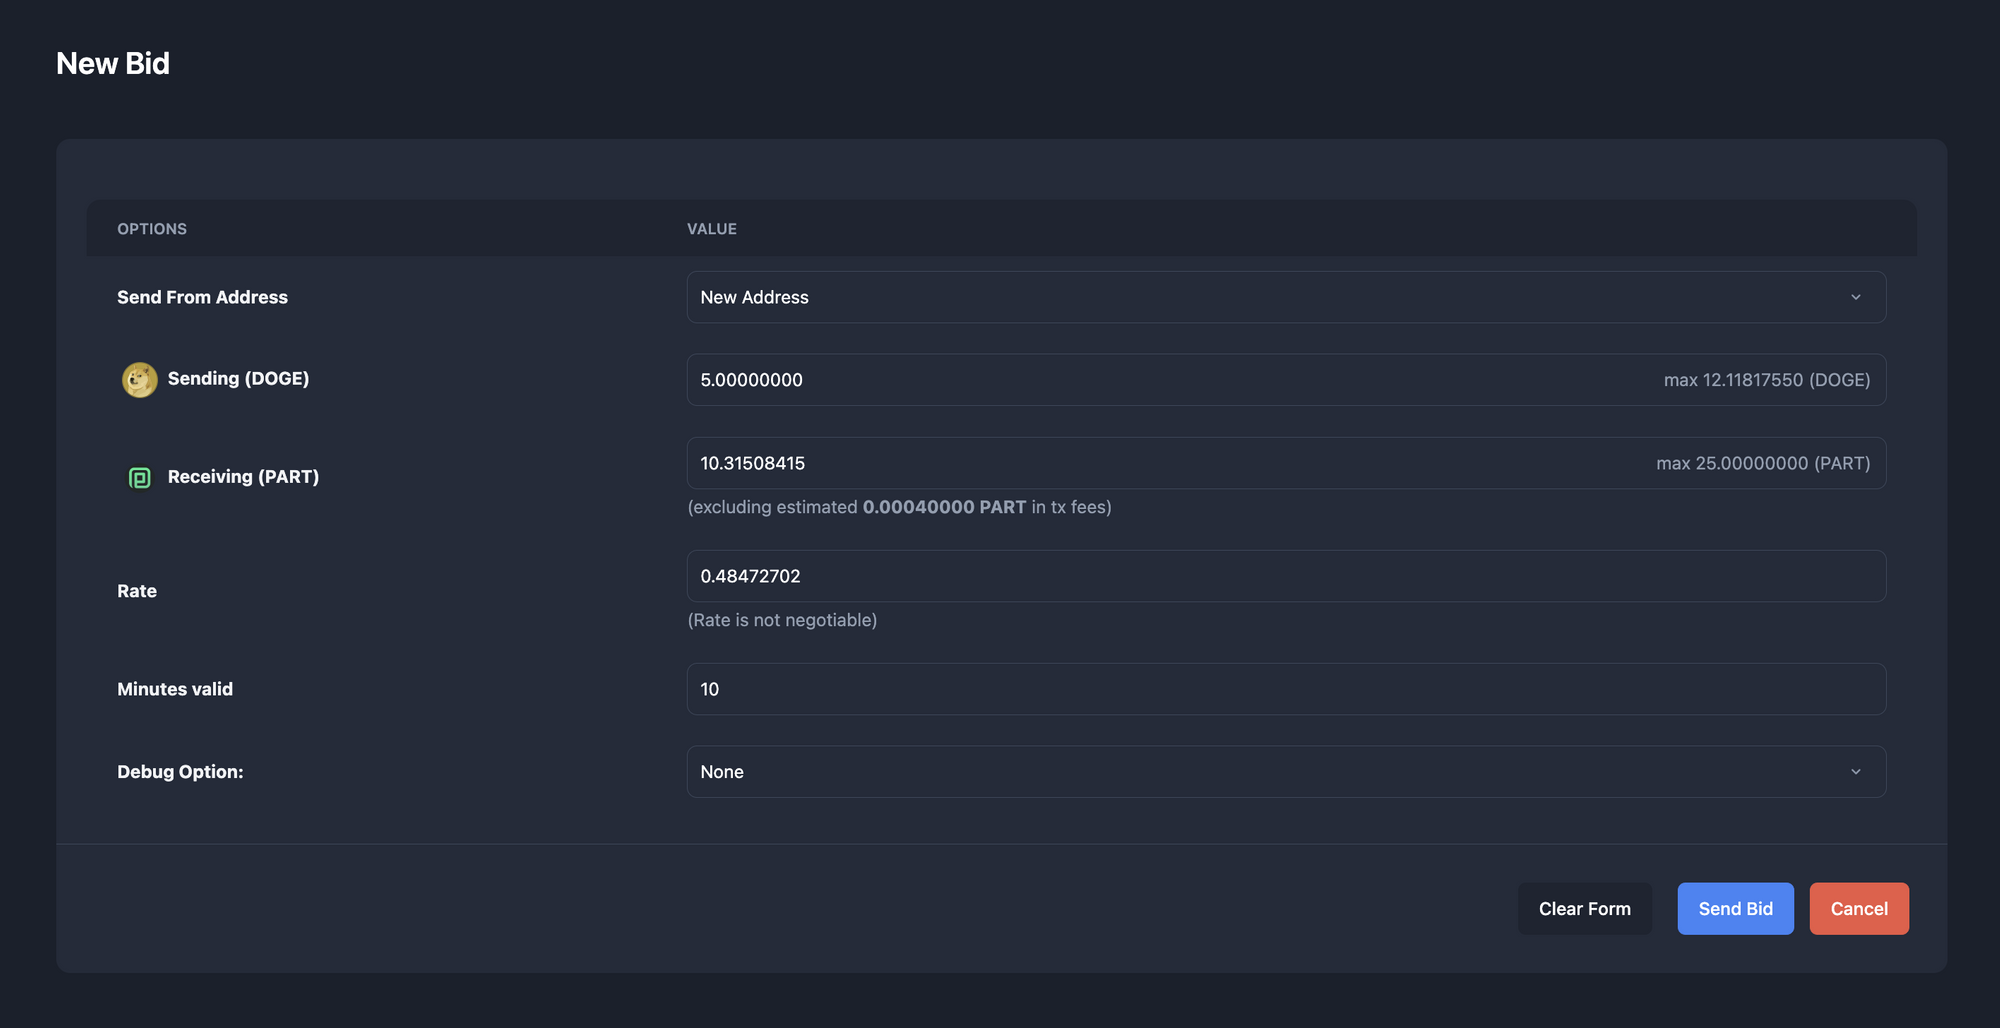 New Bid
OPTIONS VALUE
Send From Address New Address
Sending (DOGE) 5.00000000 max 12.11817550 (DOGE)
Receiving (PART) 10.31508415 max 25.00000000 (PART)
(excluding estimated 0.00040000 PART in tx fees)
Rate 0.48472702
(Rate is not negotiable)
Minutes valid 10
Debug Option: None
Clear Form Send Bid Cancel